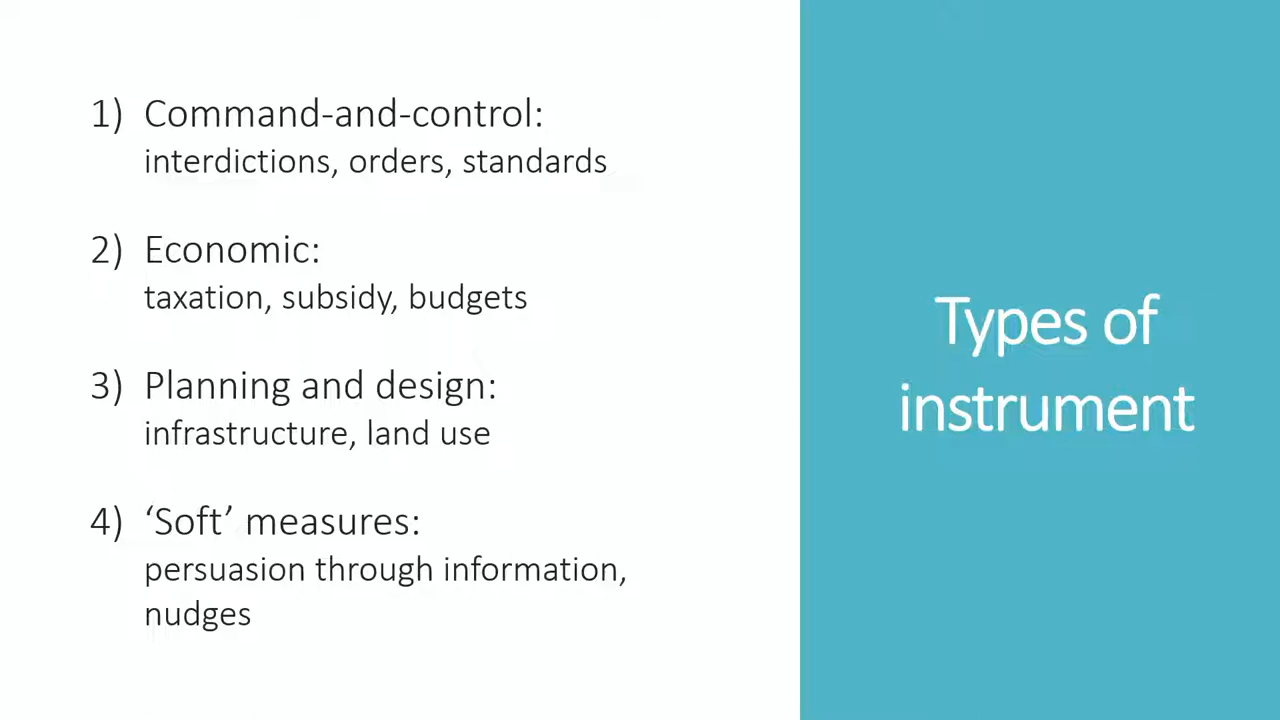 1) Command-and-control:
interdictions, orders, standards
2) Economic:
taxation, subsidy, budgets
3) Planning and design:
infrastructure, land use
4) ‘Soft’ measures:
persuasion through information,
nudges
Types of
instrument